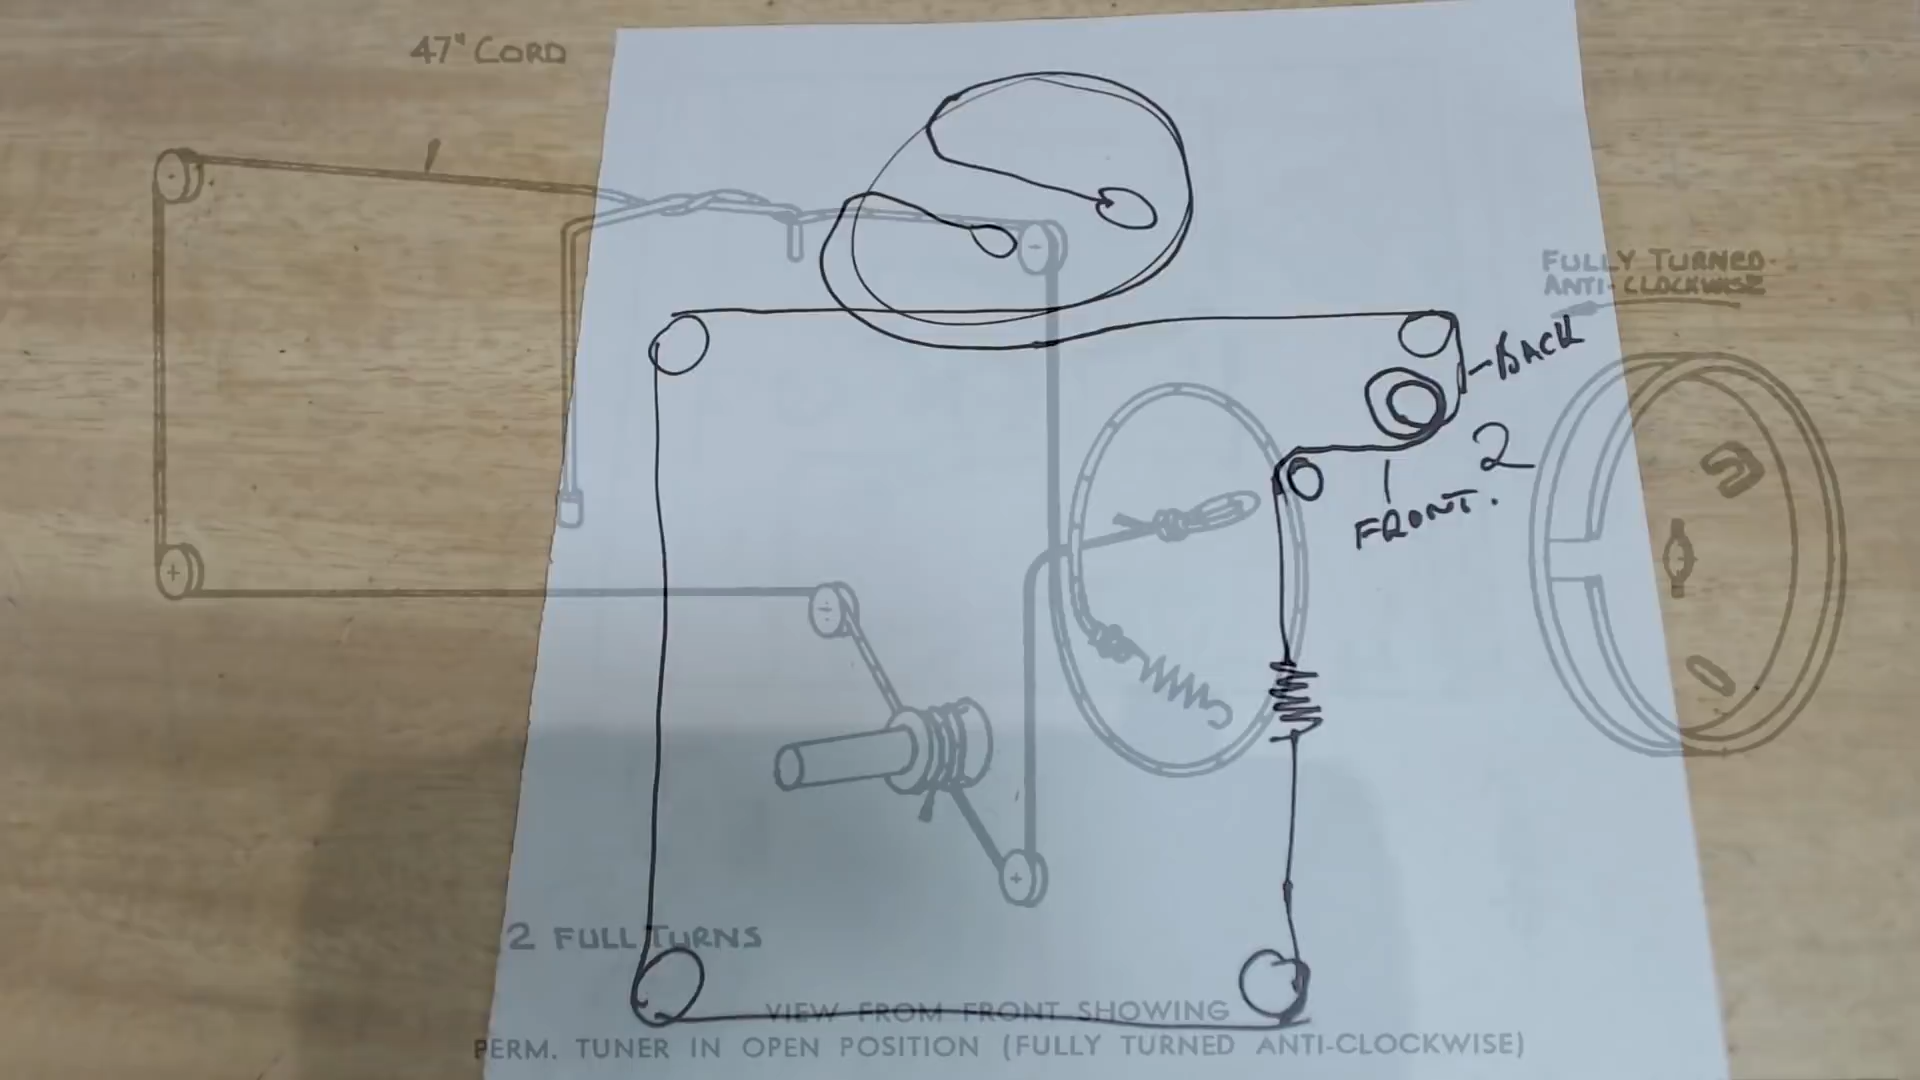 47" CORD
FULLY TURNED
ANTI-CLOCKWISE
BACK
2
FRONT.
2 FULL TURNS
VIEW FROM FRONT SHOWING
PERM. TUNER IN OPEN POSITION (FULLY TURNED ANTI-CLOCKWISE)